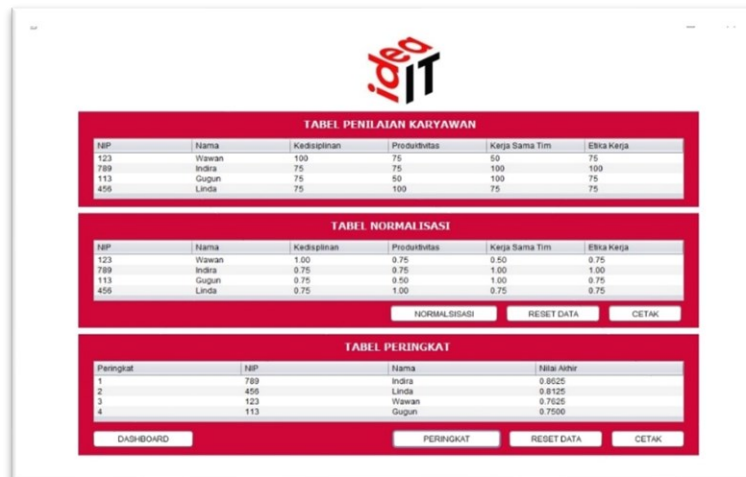 idea
IT
TABEL PENILAIAN KARYAWAN
NIP Nama Kedisiplinan Produktivitas Kerja Sama Tim Etika Kerja
123 Wawan 100 75 50 75
789 Indira 75 75 100 100
113 Gugun 75 50 100 75
456 Linda 75 100 75 75
TABEL NORMALISASI
NIP Nama Kedisplinan Produktivitas Kerja Sama Tim Etika Kerja
123 Wawan 1.00 0.75 0.50 0.75
789 Indira 0.75 0.75 1.00 1.00
113 Gugun 0.75 0.50 1.00 0.75
456 Linda 0.75 1.00 0.75 0.75
NORMALSISASI RESET DATA CETAK
TABEL PERINGKAT
Peringkat NIP Nama Nilai Akhir
1 789 Indira 0.8625
2 456 Linda 0.8125
3 123 Wawan 0.7625
4 113 Gugun 0.7500
DASHBOARD PERINGKAT RESET DATA CETAK